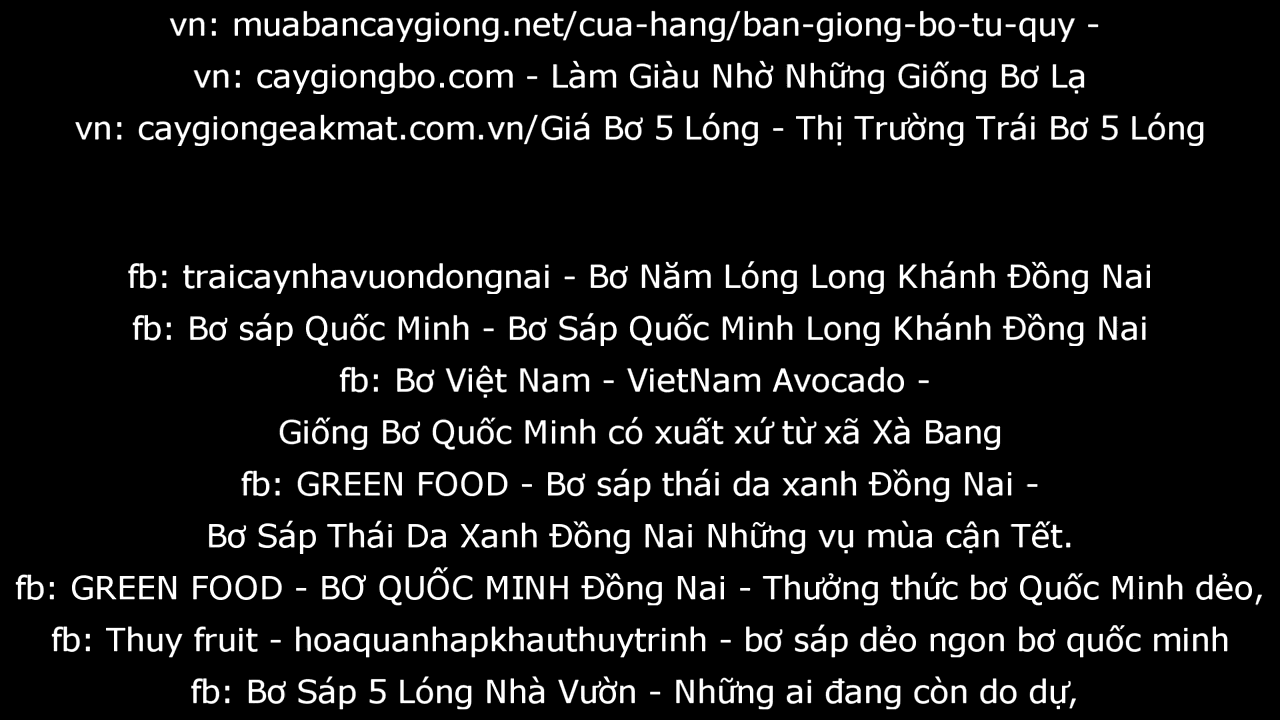 vn: muabancaygiong.net/cua-hang/ban-giong-bo-tu-quy -
vn: caygiongbo.com - Làm Giàu Nhờ Những Giống Bơ Lạ
vn: caygiongeakmat.com.vn/Giá Bơ 5 Lóng - Thị Trường Trái Bơ 5 Lóng
fb: traicaynhavuondongnai - Bơ Năm Lóng Long Khánh Đồng Nai
fb: Bơ sáp Quốc Minh - Bơ Sáp Quốc Minh Long Khánh Đồng Nai
fb: Bơ Việt Nam - VietNam Avocado -
Giống Bơ Quốc Minh có xuất xứ từ xã Xà Bang
fb: GREEN FOOD - Bơ sáp thái da xanh Đồng Nai -
Bơ Sáp Thái Da Xanh Đồng Nai Những vụ mùa cận Tết.
fb: GREEN FOOD - BƠ QUỐC MINH Đồng Nai - Thưởng thức bơ Quốc Minh dẻo,
fb: Thuy fruit - hoaquanhapkhauthuytrinh - bơ sáp dẻo ngon bơ quốc minh
fb: Bơ Sáp 5 Lóng Nhà Vườn - Những ai đang còn do dự,